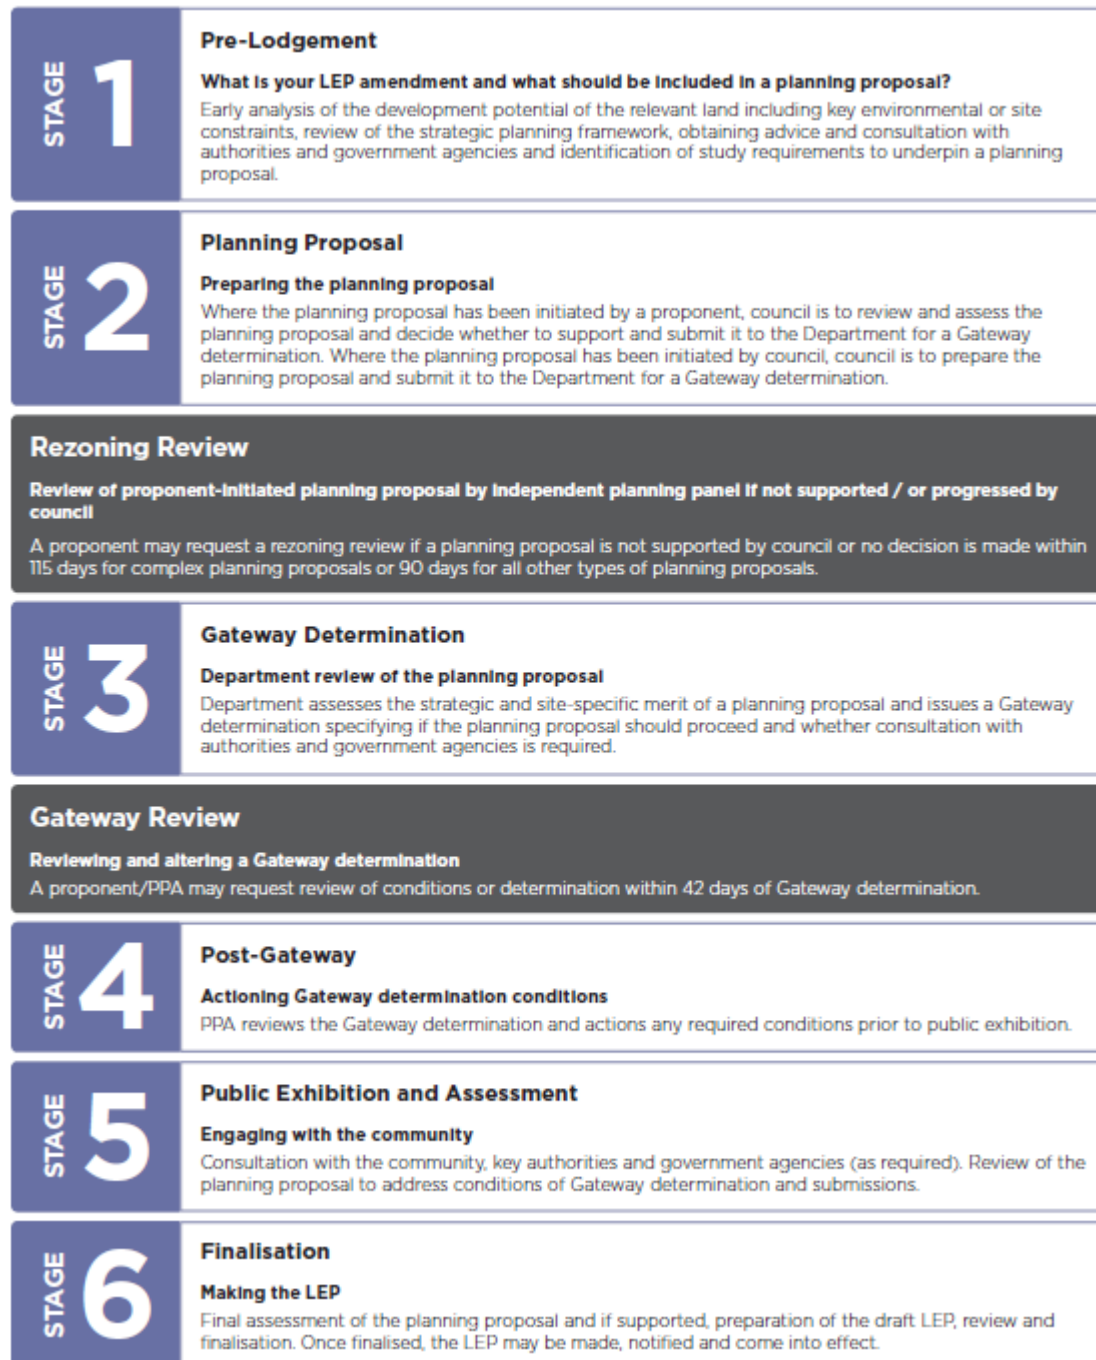 STAGE 1
Pre-Lodgement
What is your LEP amendment and what should be included in a planning proposal?
Early analysis of the development potential of the relevant land including key environmental or site
constraints, review of the strategic planning framework, obtaining advice and consultation with
authorities and government agencies and identification of study requirements to underpin a planning
proposal.
STAGE 2
Planning Proposal
Preparing the planning proposal
Where the planning proposal has been initiated by a proponent, council is to review and assess the
planning proposal and decide whether to support and submit it to the Department for a Gateway
determination. Where the planning proposal has been initiated by council, council is to prepare the
planning proposal and submit it to the Department for a Gateway determination.
Rezoning Review
Review of proponent-initiated planning proposal by independent planning panel if not supported / or progressed by
council
A proponent may request a rezoning review if a planning proposal is not supported by council or no decision is made within
115 days for complex planning proposals or 90 days for all other types of planning proposals.
STAGE 3
Gateway Determination
Department review of the planning proposal
Department assesses the strategic and site-specific merit of a planning proposal and issues a Gateway
determination specifying if the planning proposal should proceed and whether consultation with
authorities and government agencies is required.
Gateway Review
Reviewing and altering a Gateway determination
A proponent/PPA may request review of conditions or determination within 42 days of Gateway determination.
STAGE 4
Post-Gateway
Actioning Gateway determination conditions
PPA reviews the Gateway determination and actions any required conditions prior to public exhibition.
STAGE 5
Public Exhibition and Assessment
Engaging with the community
Consultation with the community, key authorities and government agencies (as required). Review of the
planning proposal to address conditions of Gateway determination and submissions.
STAGE 6
Finalisation
Making the LEP
Final assessment of the planning proposal and if supported, preparation of the draft LEP, review and
finalisation. Once finalised, the LEP may be made, notified and come into effect.